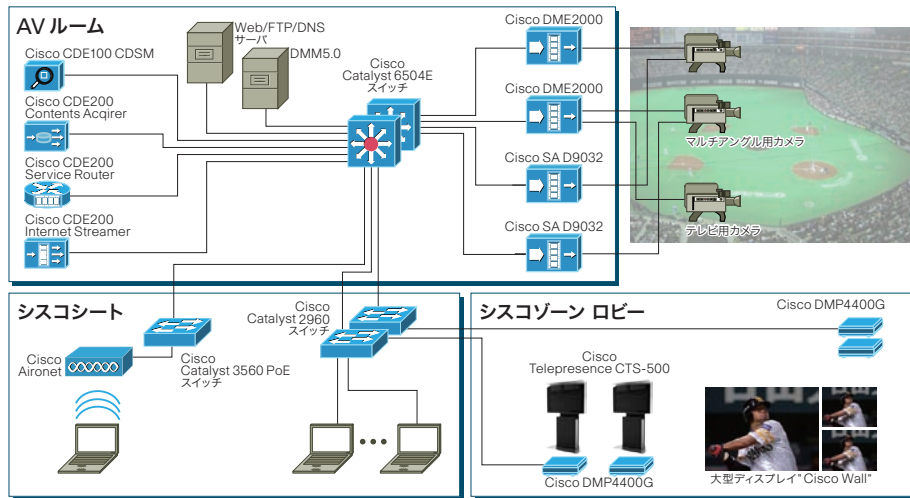 AV ルーム
Web/FTP/DNS
サーバ
DMM5.0
Cisco CDE100 CDSM
Cisco
Catalyst 6504E
スイッチ
Cisco CDE200
Contents Acqirer
Cisco CDE200
Service Router
Cisco CDE200
Internet Streamer
Cisco DME2000
Cisco DME2000
Cisco SA D9032
Cisco SA D9032
マルチアングル用カメラ
テレビ用カメラ
シスコシート
Cisco
Aironet
Cisco
Catalyst 3560 PoE
スイッチ
Cisco
Catalyst 2960
スイッチ
シスコゾーン ロビー
Cisco DMP4400G
Cisco
Telepresence CTS-500
Cisco DMP4400G
大型ディスプレイ"Cisco Wall"